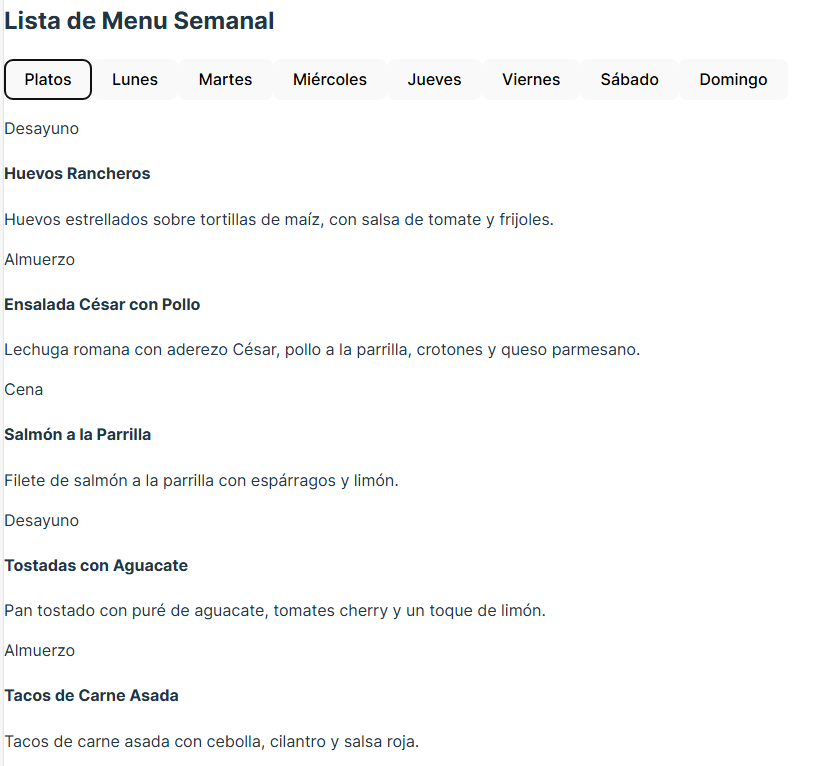 Lista de Menu Semanal
Platos Lunes Martes Miércoles Jueves Viernes Sábado Domingo
Desayuno
Huevos Rancheros
Huevos estrellados sobre tortillas de maíz, con salsa de tomate y frijoles.
Almuerzo
Ensalada César con Pollo
Lechuga romana con aderezo César, pollo a la parrilla, crotones y queso parmesano.
Cena
Salmón a la Parrilla
Filete de salmón a la parrilla con espárragos y limón.
Desayuno
Tostadas con Aguacate
Pan tostado con puré de aguacate, tomates cherry y un toque de limón.
Almuerzo
Tacos de Carne Asada
Tacos de carne asada con cebolla, cilantro y salsa roja.